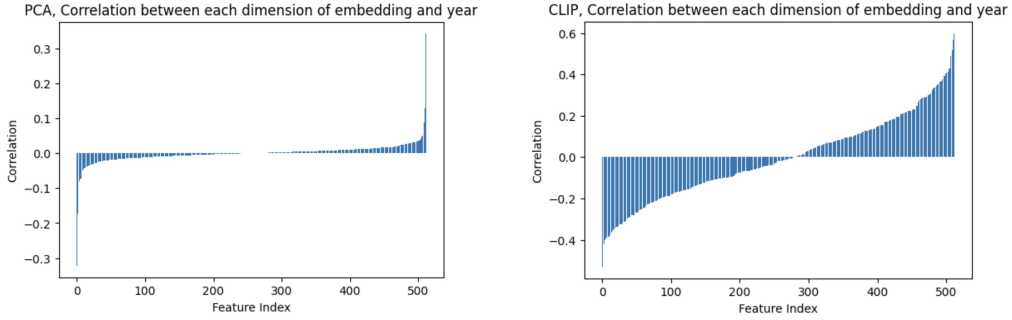 PCA, Correlation between each dimension of embedding and year
0.3
0.2
0.1
0.0
−0.1
−0.2
−0.3
Correlation
0 100 200 300 400 500
Feature Index
CLIP, Correlation between each dimension of embedding and year
0.6
0.4
0.2
0.0
−0.2
−0.4
Correlation
0 100 200 300 400 500
Feature Index